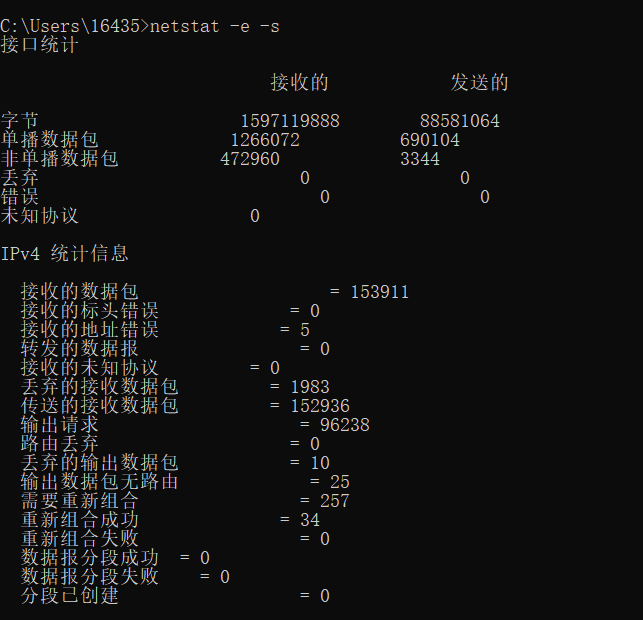 C:\Users\16435>netstat -e -s
接口统计
接收的 发送的
字节 1597119888 88581064
单播数据包 1266072 690104
非单播数据包 472960 3344
丢弃 0 0
错误 0 0
未知协议 0
IPv4 统计信息
接收的数据包 = 153911
接收的标头错误 = 0
接收的地址错误 = 5
转发的数据报 = 0
接收的未知协议 = 0
丢弃的接收数据包 = 1983
传送的接收数据包 = 152936
输出请求 = 96238
路由丢弃 = 0
丢弃的输出数据包 = 10
输出数据包无路由 = 25
需要重新组合 = 257
重新组合成功 = 34
重新组合失败 = 0
数据报分段成功 = 0
数据报分段失败 = 0
分段已创建 = 0